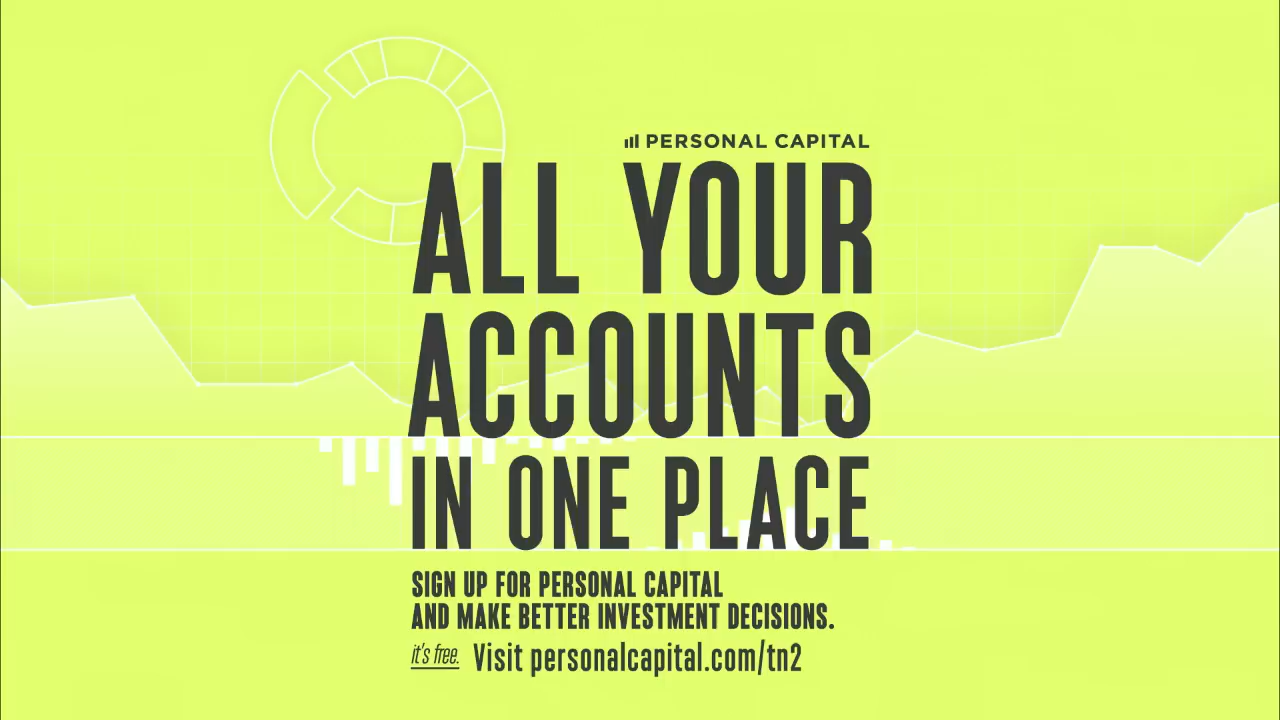 PERSONAL CAPITAL
ALL YOUR
ACCOUNTS
IN ONE PLACE
SIGN UP FOR PERSONAL CAPITAL
AND MAKE BETTER INVESTMENT DECISIONS.
it's free. Visit personalcapital.com/tn2